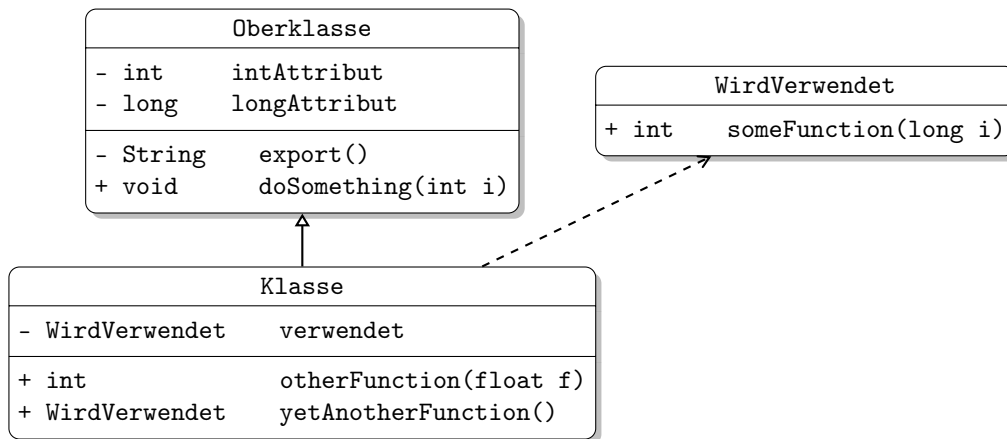 Oberklasse
- int intAttribut
- long longAttribut
- String export()
+ void doSomething(int i)
WirdVerwendet
+ int someFunction(long i)
Klasse
- WirdVerwendet verwendet
+ int otherFunction(float f)
+ WirdVerwendet yetAnotherFunction()